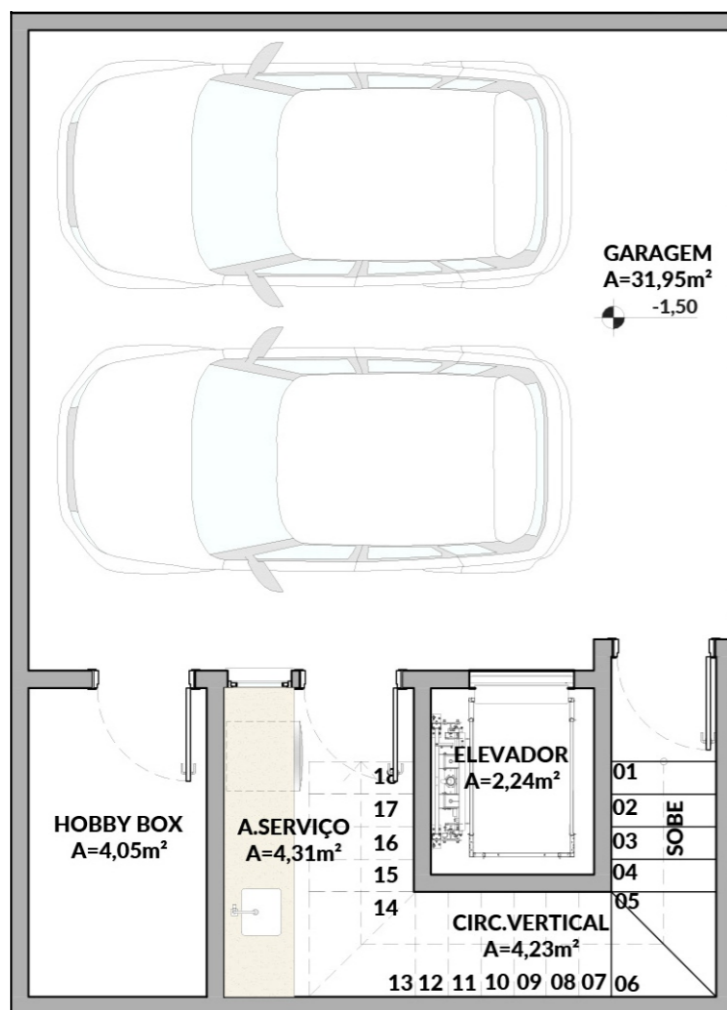 GARAGEM
A=31,95m²
-1,50
ELEVADOR
A=2,24m²
HOBBY BOX
A=4,05m²
A.SERVIÇO
A=4,31m²
CIRC.VERTICAL
A=4,23m²
SOBE
01
02
03
04
05
06
07
08
09
10
11
12
13
14
15
16
17
18